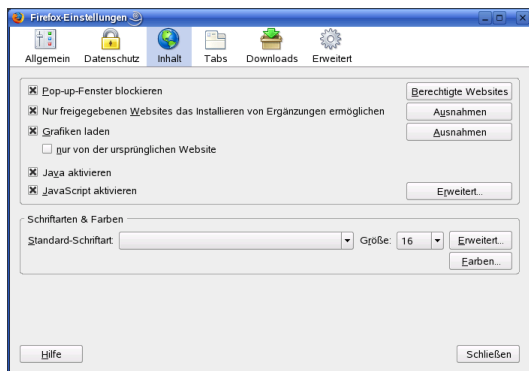 Firefox-Einstellungen
Allgemein Datenschutz Inhalt Tabs Downloads Erweitert
Pop-up-Fenster blockieren Berechtigte Websites
Nur freigegebenen Websites das Installieren von Ergänzungen ermöglichen Ausnahmen
Grafiken laden Ausnahmen
nur von der ursprünglichen Website
Java aktivieren
JavaScript aktivieren Erweitert...
Schriftarten & Farben
Standard-Schriftart: Größe: 16 Erweitert...
Farben...
Hilfe Schließen